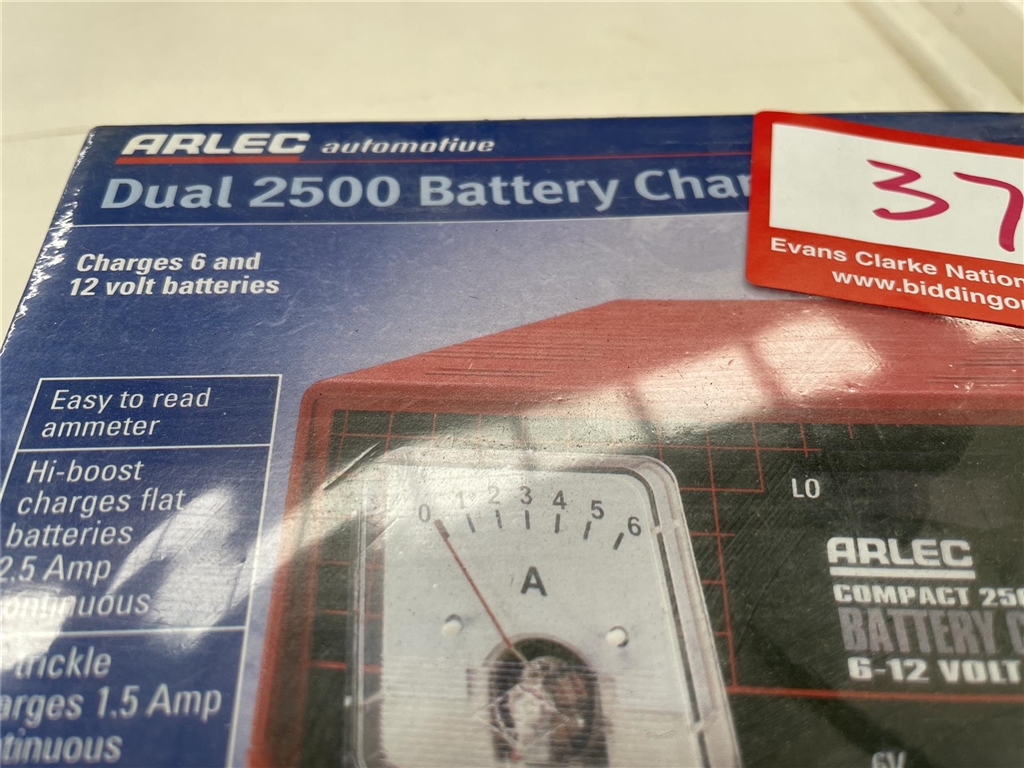 ARLEC automotive
Dual 2500 Battery Char
37
Evans Clarke Nation
www.biddingo
Charges 6 and
12 volt batteries
Easy to read
ammeter
Hi-boost
charges flat
batteries
2.5 Amp
ontinuous
trickle
arges 1.5 Amp
tinuous
0 1 2 3 4 5 6
A
LO
ARLEC
COMPACT 250
BATTERY C
6-12 VOLT
6V